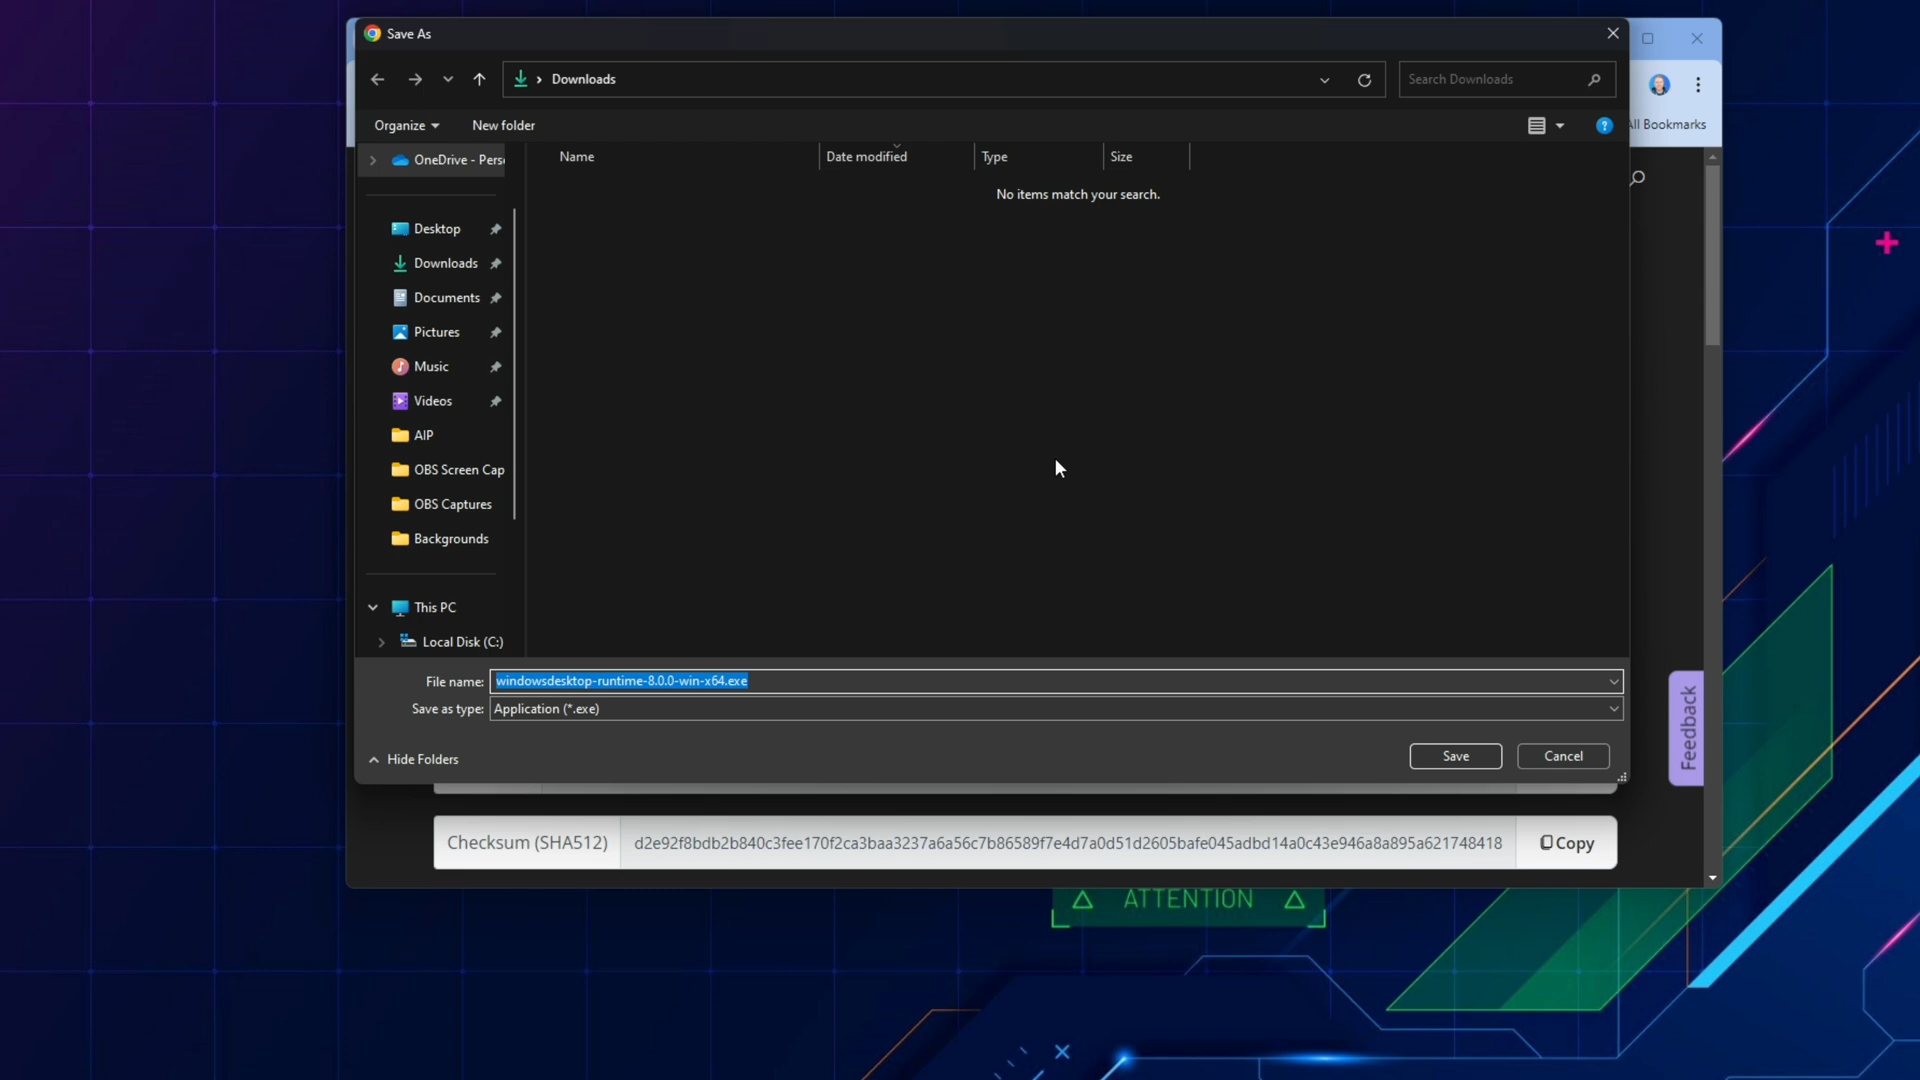 Save As
Downloads
Search Downloads
Organize
New folder
All Bookmarks
OneDrive - Pers
Name
Date modified
Type
Size
No items match your search.
Desktop
Downloads
Documents
Pictures
Music
Videos
AIP
OBS Screen Cap
OBS Captures
Backgrounds
This PC
Local Disk (C:)
File name:
windowsdesktop-runtime-8.0.0-win-x64.exe
Save as type:
Application (*.exe)
Hide Folders
Save
Cancel
Feedback
Checksum (SHA512)
d2e92f8bdb2b840c3fee170f2ca3baa3237a6a56c7b86589f7e4d7a0d51d2605bafe045adbd14a0c43e946a8a895a621748418
Copy
ATTENTION